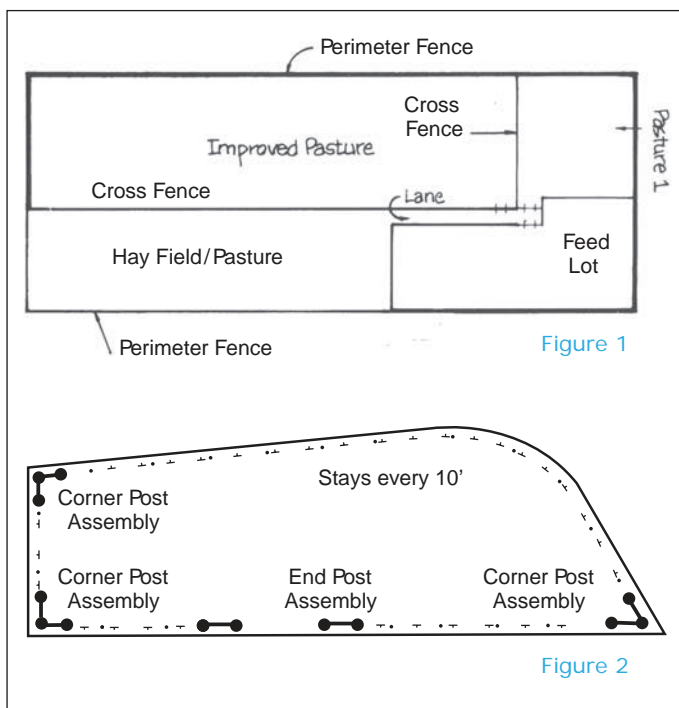 Perimeter Fence
Cross
Fence
Improved Pasture
Pasture 1
Cross Fence
Lane
Hay Field/Pasture
Feed
Lot
Perimeter Fence
Figure 1
Stays every 10'
Corner Post
Assembly
Corner Post
Assembly
End Post
Assembly
Corner Post
Assembly
Figure 2